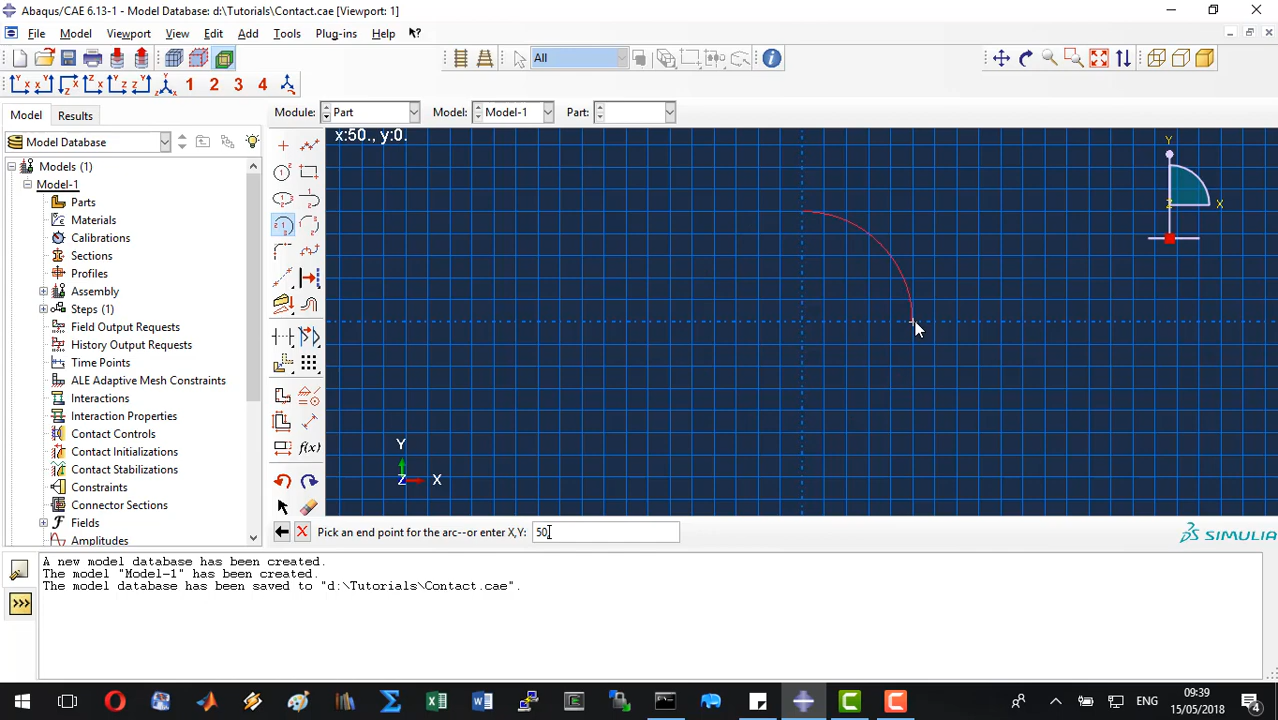 Abaqus/CAE 6.13-1 - Model Database: d:\Tutorials\Contact.cae [Viewport: 1]
File Model Viewport View Edit Add Tools Plug-ins Help
All
1 2 3 4
Model Results
Module: Part Model: Model-1 Part:
Model Database
x:50., y:0.
Models (1)
Model-1
Parts
Materials
Calibrations
Sections
Profiles
Assembly
Steps (1)
Field Output Requests
History Output Requests
Time Points
ALE Adaptive Mesh Constraints
Interactions
Interaction Properties
Contact Controls
Contact Initializations
Contact Stabilizations
Constraints
Connector Sections
Fields
Amplitudes
f(x)
Y
Z X
Y
Z X
Pick an end point for the arc--or enter X,Y: 50
SIMULIA
A new model database has been created.
The model "Model-1" has been created.
The model database has been saved to "d:\Tutorials\Contact.cae".
>>>
ENG
09:39
15/05/2018
4